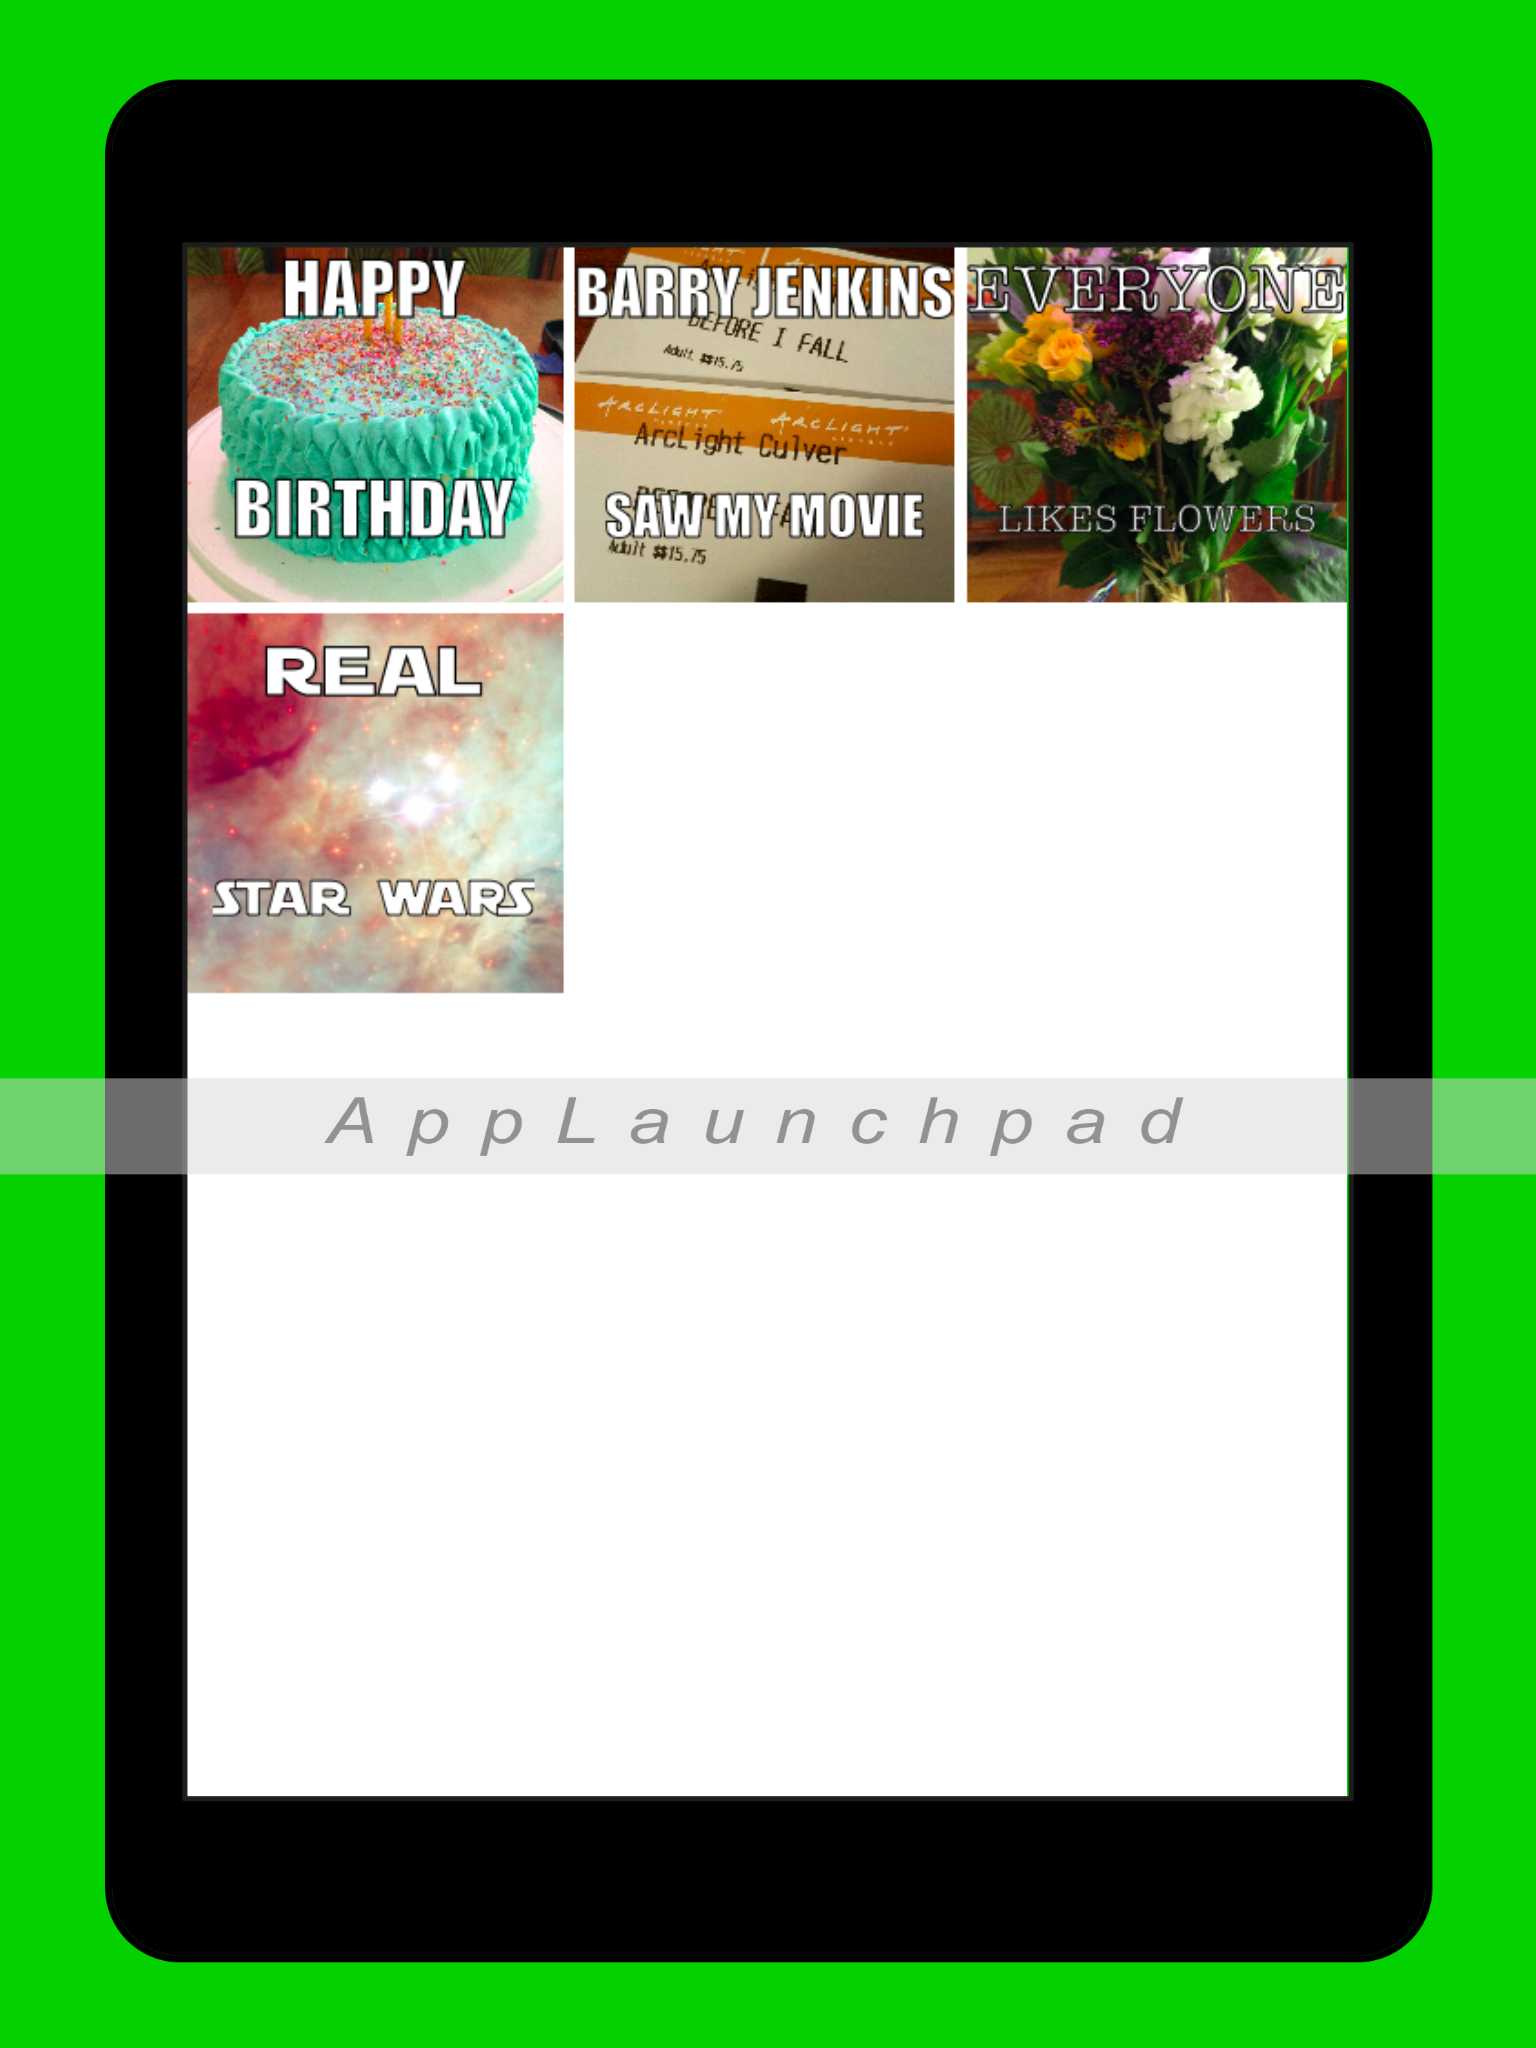 HAPPY
BIRTHDAY
BARRY JENKINS
BEFORE I FALL
Adult $$15.75
ARCLIGHT ARCLIGHT
ArcLight Culver
SAW MY MOVIE
Adult $$15.75
EVERYONE
LIKES FLOWERS
REAL
STAR WARS
AppLaunchpad